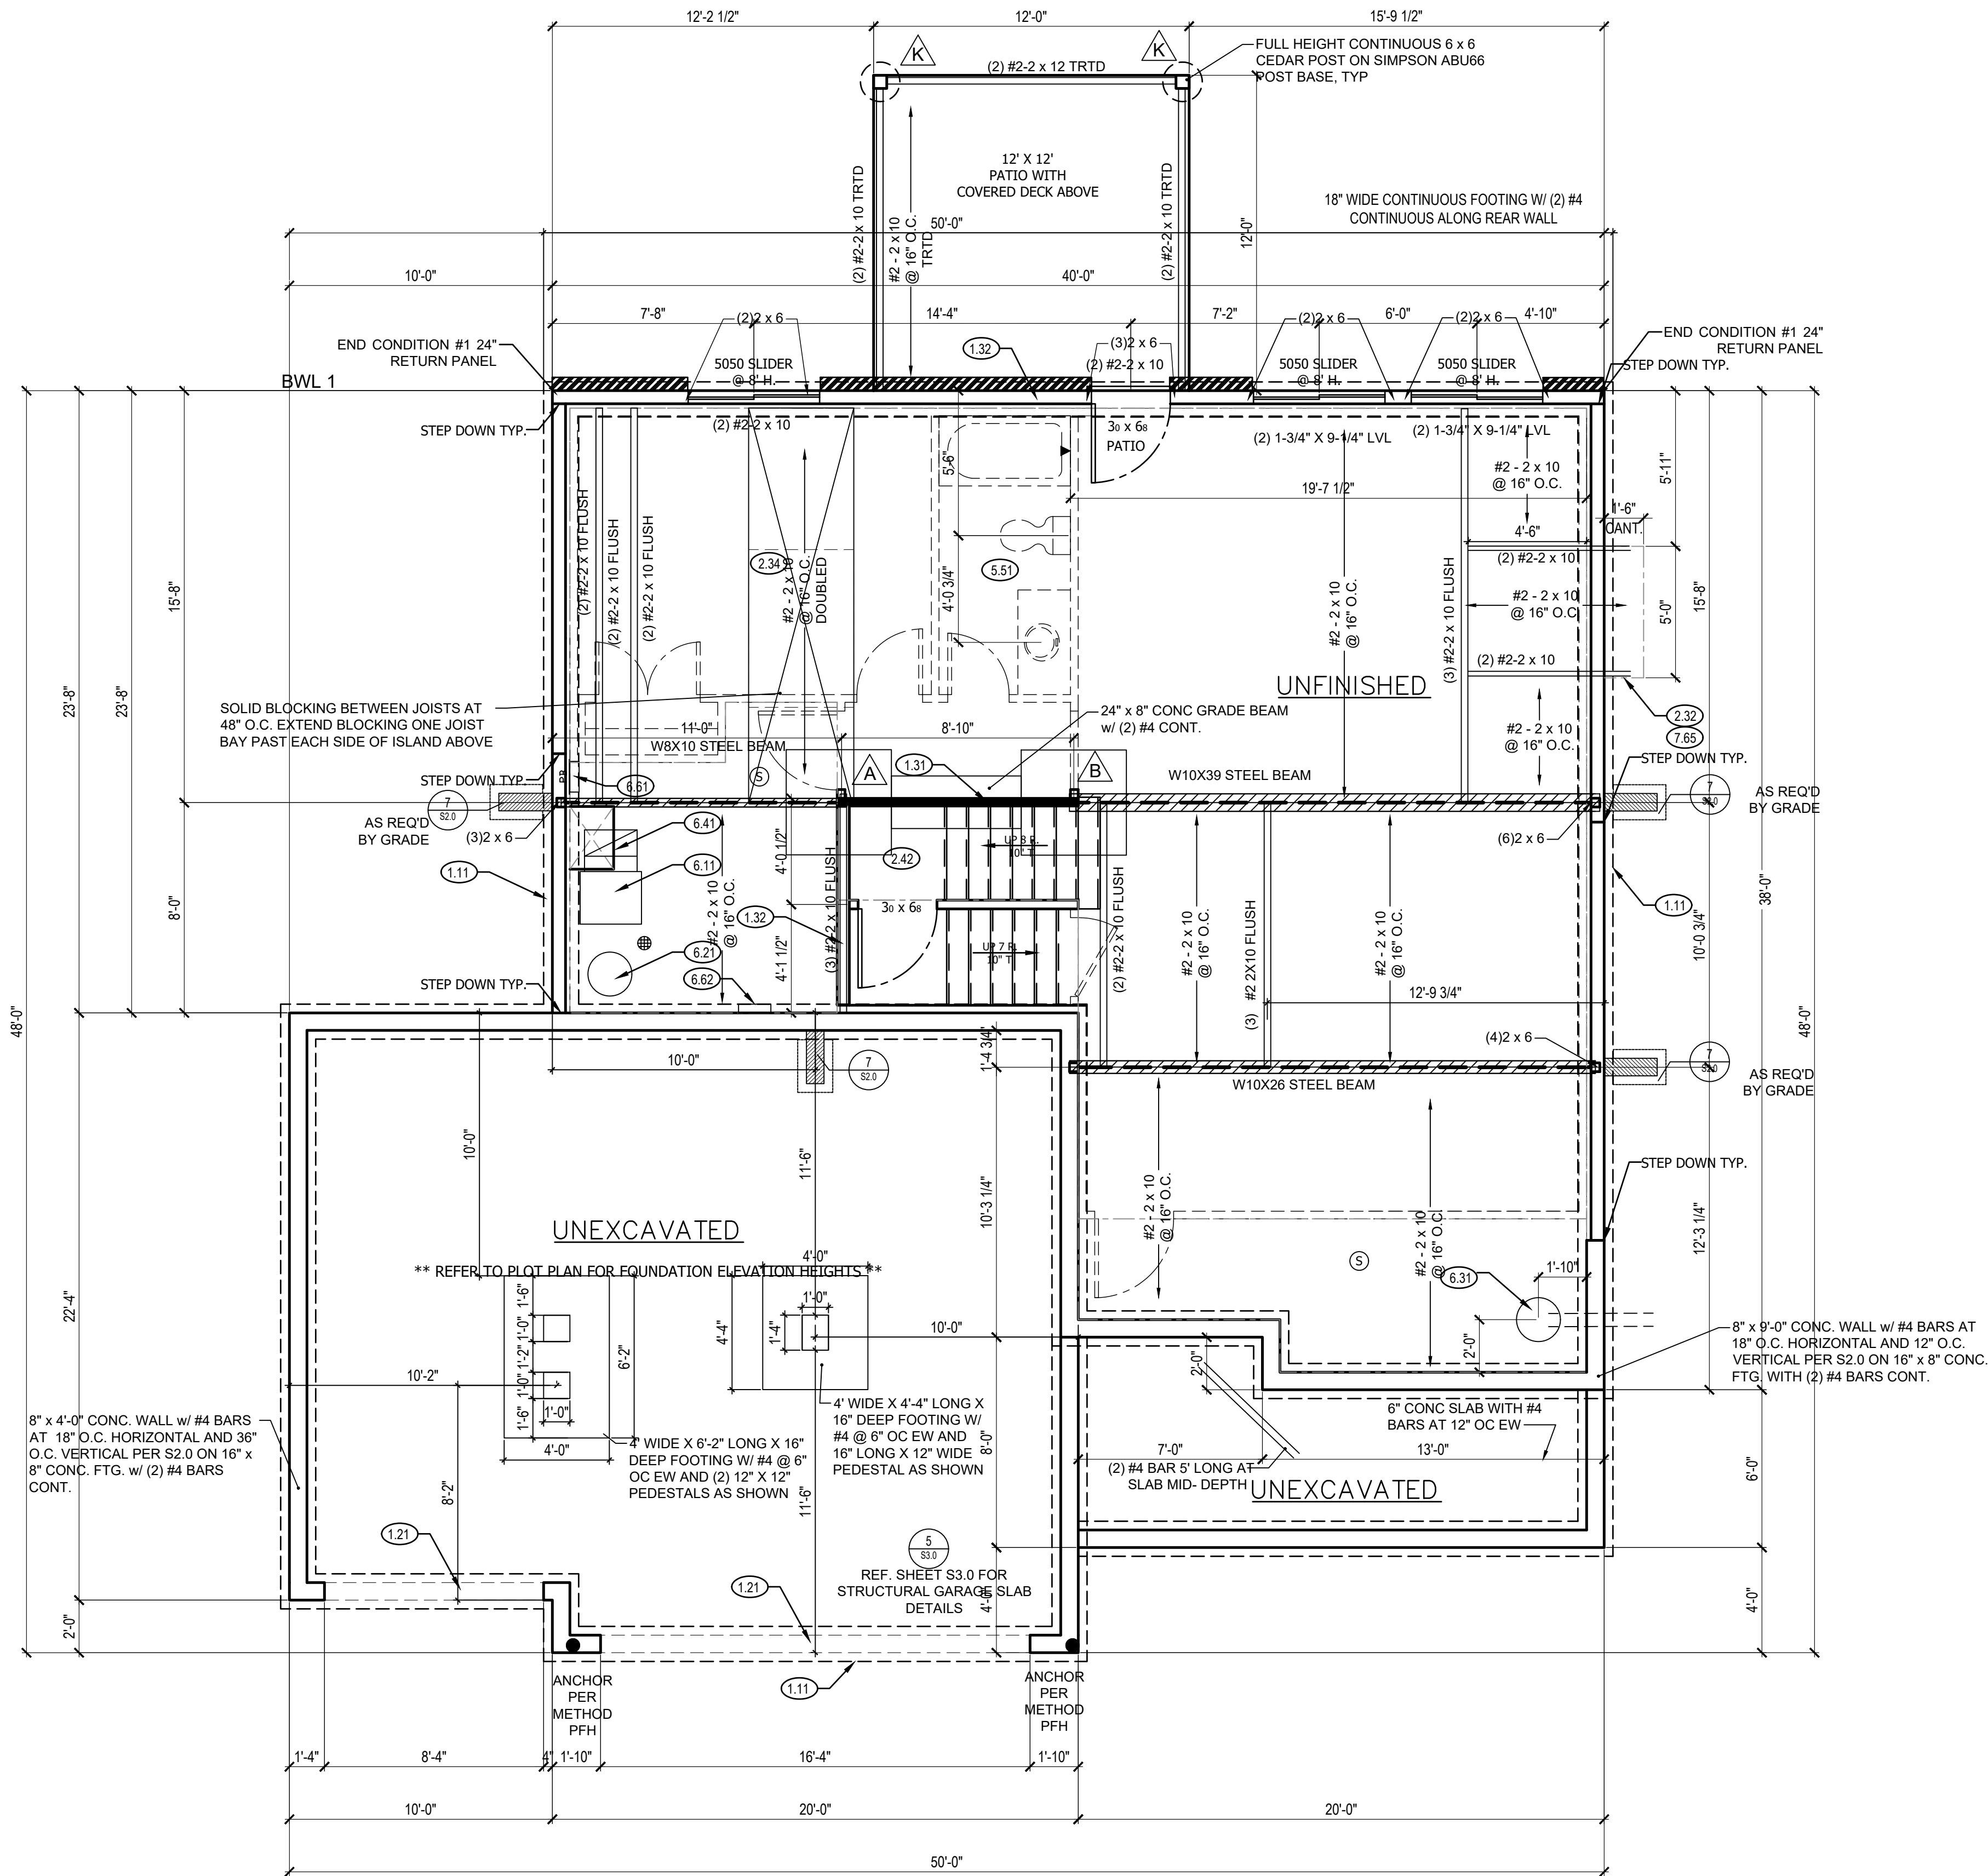 12'-2 1/2"
12'-0"
15'-9 1/2"
K
K
FULL HEIGHT CONTINUOUS 6 x 6
CEDAR POST ON SIMPSON ABU66
POST BASE, TYP
(2) #2-2 x 12 TRTD
12' X 12'
PATIO WITH
COVERED DECK ABOVE
(2) #2-2 x 10 TRTD
#2 - 2 x 10
@ 16" O.C.
TRTD
(2) #2-2 x 10 TRTD
12'-0"
18" WIDE CONTINUOUS FOOTING W/ (2) #4
CONTINUOUS ALONG REAR WALL
50'-0"
10'-0"
40'-0"
7'-8"
(2)2 x 6
14'-4"
7'-2"
(2)2 x 6
6'-0"
(2)2 x 6
4'-10"
END CONDITION #1 24"
RETURN PANEL
BWL 1
5050 SLIDER
@ 8' H.
1.32
(3)2 x 6
(2) #2-2 x 10
5050 SLIDER
@ 8' H.
5050 SLIDER
@ 8' H.
END CONDITION #1 24"
RETURN PANEL
STEP DOWN TYP.
STEP DOWN TYP.
(2) #2-2 x 10
30 x 68
PATIO
(2) 1-3/4" X 9-1/4" LVL
(2) 1-3/4" X 9-1/4" LVL
5'-6"
#2 - 2 x 10
@ 16" O.C.
5'-11"
19'-7 1/2"
1'-6"
CANT.
4'-6"
(2) #2-2 x 10 FLUSH
(2) #2-2 x 10 FLUSH
(2) #2-2 x 10 FLUSH
2.34
#2 - 2 x 10
@ 16" O.C.
DOUBLED
4'-0 3/4"
5.51
#2 - 2 x 10
@ 16" O.C.
(3) #2-2 x 10 FLUSH
(2) #2-2 x 10
#2 - 2 x 10
@ 16" O.C.
5'-0"
(2) #2-2 x 10
15'-8"
15'-8"
23'-8"
23'-8"
UNFINISHED
SOLID BLOCKING BETWEEN JOISTS AT
48" O.C. EXTEND BLOCKING ONE JOIST
BAY PAST EACH SIDE OF ISLAND ABOVE
24" x 8" CONC GRADE BEAM
w/ (2) #4 CONT.
2.32
7.65
11'-0"
8'-10"
W8X10 STEEL BEAM
#2 - 2 x 10
@ 16" O.C.
STEP DOWN TYP.
STEP DOWN TYP.
6.61
S
A
1.31
B
W10X39 STEEL BEAM
7
S2.0
AS REQ'D
BY GRADE
(3)2 x 6
7
S2.0
AS REQ'D
BY GRADE
(6)2 x 6
6.41
6.11
1.11
4'-0 1/2"
2.42
UP 8 R.
10" T
8'-0"
#2 - 2 x 10
@ 16" O.C.
1.32
(3) #2-2 x 10 FLUSH
30 x 68
(2) #2-2 x 10 FLUSH
#2 - 2 x 10
@ 16" O.C.
(3) #2 2X10 FLUSH
#2 - 2 x 10
@ 16" O.C.
1.11
10'-0 3/4"
38'-0"
6.21
6.62
4'-1 1/2"
UP 7 R.
10" T
STEP DOWN TYP.
12'-9 3/4"
48'-0"
48'-0"
(4)2 x 6
10'-0"
7
S2.0
1'-4 3/4"
W10X26 STEEL BEAM
7
S2.0
AS REQ'D
BY GRADE
10'-0"
11'-6"
10'-3 1/4"
#2 - 2 x 10
@ 16" O.C.
#2 - 2 x 10
@ 16" O.C.
STEP DOWN TYP.
12'-3 1/4"
UNEXCAVATED
** REFER TO PLOT PLAN FOR FOUNDATION ELEVATION HEIGHTS **
S
6.31
1'-10"
4'-0"
1'-6"
1'-0"
1'-2"
1'-0"
1'-6"
6'-2"
1'-0"
4'-0"
1'-0"
1'-4"
4'-4"
10'-0"
2'-0"
2'-0"
8" x 9'-0" CONC. WALL w/ #4 BARS AT
18" O.C. HORIZONTAL AND 12" O.C.
VERTICAL PER S2.0 ON 16" x 8" CONC.
FTG. WITH (2) #4 BARS CONT.
22'-4"
10'-2"
8" x 4'-0" CONC. WALL w/ #4 BARS
AT 18" O.C. HORIZONTAL AND 36"
O.C. VERTICAL PER S2.0 ON 16" x
8" CONC. FTG. w/ (2) #4 BARS
CONT.
4' WIDE X 6'-2" LONG X 16"
DEEP FOOTING W/ #4 @ 6"
OC EW AND (2) 12" X 12"
PEDESTALS AS SHOWN
4' WIDE X 4'-4" LONG X
16" DEEP FOOTING W/
#4 @ 6" OC EW AND
16" LONG X 12" WIDE
PEDESTAL AS SHOWN
8'-0"
6" CONC SLAB WITH #4
BARS AT 12" OC EW
7'-0"
13'-0"
(2) #4 BAR 5' LONG AT
SLAB MID- DEPTH
UNEXCAVATED
6'-0"
8'-2"
11'-6"
1.21
1.21
5
S3.0
REF. SHEET S3.0 FOR
STRUCTURAL GARAGE SLAB
DETAILS
4'-0"
4'-0"
2'-0"
ANCHOR
PER
METHOD
PFH
1.11
ANCHOR
PER
METHOD
PFH
1'-4"
8'-4"
4"
1'-10"
16'-4"
1'-10"
10'-0"
20'-0"
20'-0"
50'-0"